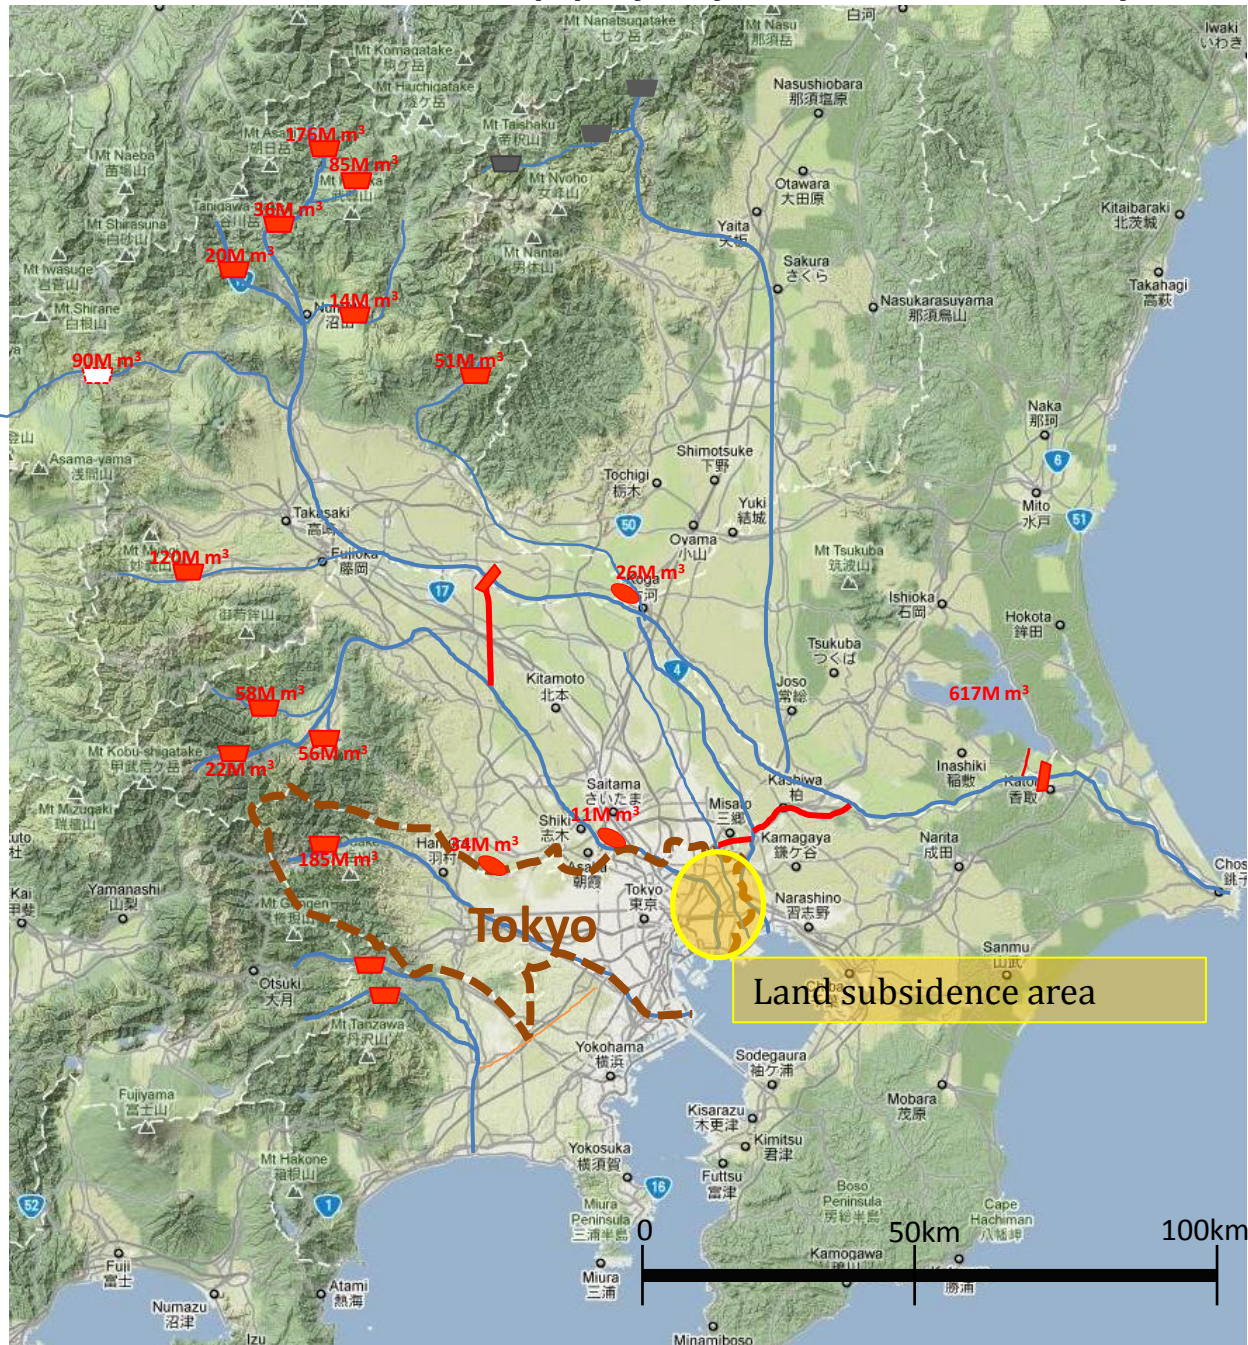 Mt Nanatsugatake
七ケ岳
Mt Nasu
那須岳
白河
Iwaki
いわき
Mt Komagatake
駒ケ岳
Mt Hiuchigatake
燧ケ岳
Nasushiobara
那須塩原
Mt Taishaku
帝釈山
176M m³
朝日岳
85M m³
Mt Naeba
苗場山
Mt Nyoho
女峰山
Otawara
大田原
36M m³
Mt Shirasuna
白砂山
Yaita
矢板
Kitaibaraki
北茨城
20M m³
Mt Nantai
男体山
Sakura
さくら
Mt Iwasuge
岩菅山
Takahagi
高萩
14M m³
沼田
Mt Shirane
白根山
Nasukarasuyama
那須烏山
90M m³
51M m³
Naka
那珂
Asama-yama
浅間山
Shimotsuke
下野
Tochigi
栃木
6
Mito
水戸
51
Takasaki
高崎
50
Yuki
結城
Oyama
小山
120M m³
Fujioka
藤岡
Mt Tsukuba
筑波山
17
26M m³
Koga
古河
Ishioka
石岡
Hokota
鉾田
Tsukuba
つくば
4
Kitamoto
北本
Joso
常総
617M m³
58M m³
56M m³
22M m³
Mt Kobu-shigatake
甲武信ケ岳
Inashiki
稲敷
香取
Mt Mizugaki
瑞牆山
Saitama
さいたま
Kashiwa
柏
Misato
三郷
11M m³
Shiki
志木
34M m³
羽村
Asaka
朝霞
185M m³
Kamagaya
鎌ケ谷
Narita
成田
Kai
甲斐
Yamanashi
山梨
Tokyo
東京
Narashino
習志野
銚子
Tokyo
Otsuki
大月
Sanmu
山武
Land subsidence area
Mt Tanzawa
丹沢山
Yokohama
横浜
Sodegaura
袖ケ浦
Fujiyama
富士山
Kisarazu
木更津
Mobara
茂原
Kimitsu
君津
Yokosuka
横須賀
Futtsu
富津
Mt Hakone
箱根山
52
1
16
Miura
Peninsula
三浦半島
Boso
Peninsula
房総半島
Cape
Hachiman
八幡岬
0
50km
100km
Kamogawa
勝浦
Fuji
富士
Miura
三浦
Atami
熱海
Numazu
沼津
Izu
Minamiboso